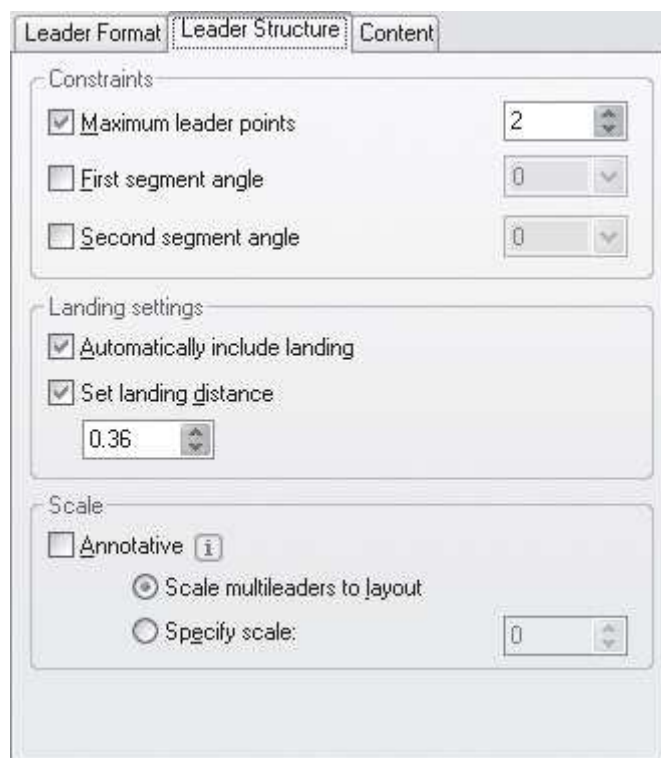 Leader Format Leader Structure Content
Constraints
Maximum leader points 2
First segment angle 0
Second segment angle 0
Landing settings
Automatically include landing
Set landing distance
0.36
Scale
Annotative i
Scale multileaders to layout
Specify scale: 0